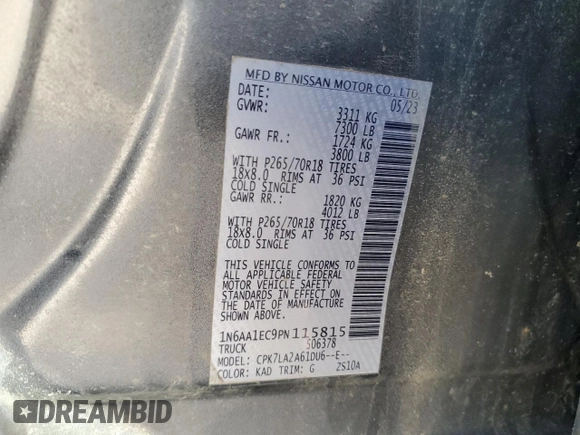 MFD BY NISSAN MOTOR CO., LTD.
DATE: 05/23
GVWR: 3311 KG
7300 LB
GAWR FR.: 1724 KG
3800 LB
WITH P265/70R18 TIRES
18X8.0 RIMS AT 36 PSI
COLD SINGLE
GAWR RR.: 1820 KG
4012 LB
WITH P265/70R18 TIRES
18X8.0 RIMS AT 36 PSI
COLD SINGLE
THIS VEHICLE CONFORMS TO
ALL APPLICABLE FEDERAL
MOTOR VEHICLE SAFETY
STANDARDS IN EFFECT ON
THE DATE OF MANUFACTURE
SHOWN ABOVE.
1N6AA1EC9PN115815
TRUCK 506378
MODEL: CPK7LA2A61DU6--E--
COLOR: KAD TRIM: G ZS10A
DREAMBID